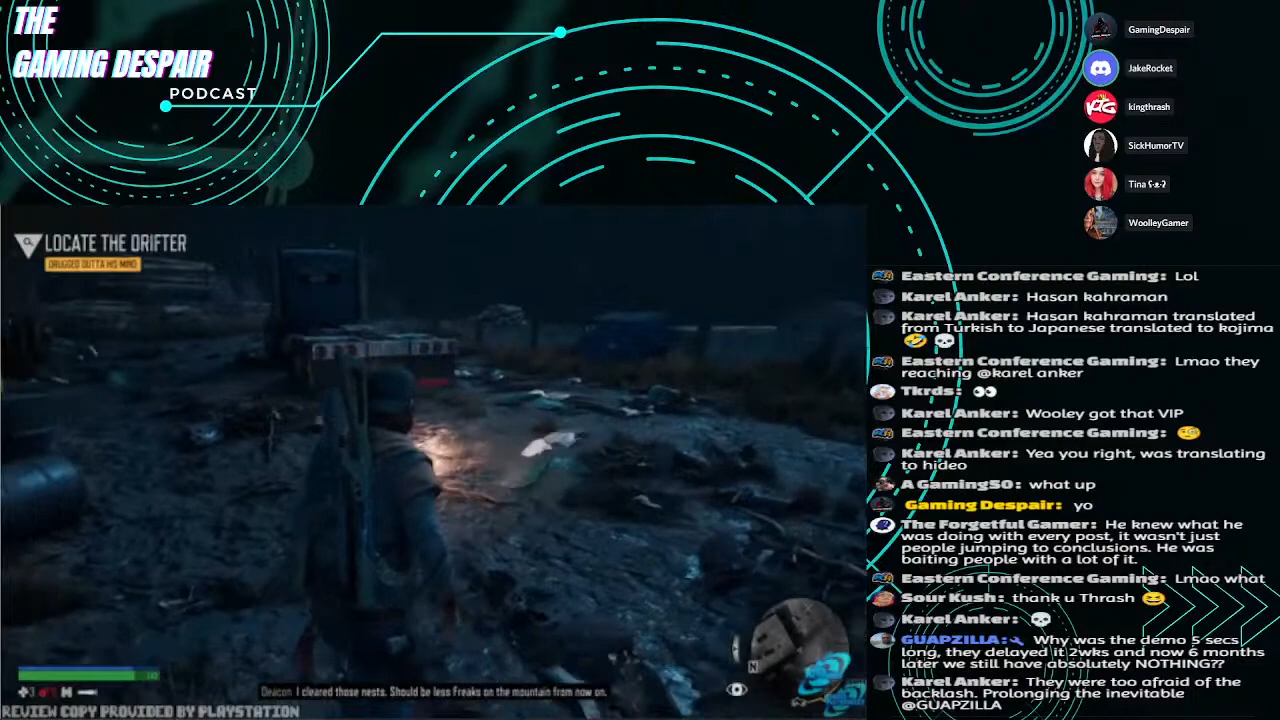 THE
GAMING DESPAIR
PODCAST
GamingDespair
JakeRocket
kingthrash
SickHumorTV
Tina ʕ·ᴥ·ʔ
WoolleyGamer
LOCATE THE DRIFTER
DRUGGED OUTTA HIS MIND
N
Deacon I cleared those nests. Should be less Freaks on the mountain from now on.
REVIEW COPY PROVIDED BY PLAYSTATION
Eastern Conference Gaming: Lol
Karel Anker: Hasan kahraman
Karel Anker: Hasan kahraman translated
from Turkish to Japanese translated to kojima
🤣 💀
Eastern Conference Gaming: Lmao they
reaching @karel anker
Tkrds: 👀
Karel Anker: Wooley got that VIP
Eastern Conference Gaming: 🧐
Karel Anker: Yea you right, was translating
to hideo
A Gaming50: what up
Gaming Despair: yo
The Forgetful Gamer: He knew what he
was doing with every post, it wasn't just
people jumping to conclusions. He was
baiting people with a lot of it.
Eastern Conference Gaming: Lmao what
Sour Kush: thank u Thrash 😆
Karel Anker: 💀
GUAPZILLA: Why was the demo 5 secs
long, they delayed it 2wks and now 6 months
later we still have absolutely NOTHING??
Karel Anker: They were too afraid of the
backlash. Prolonging the inevitable
@GUAPZILLA